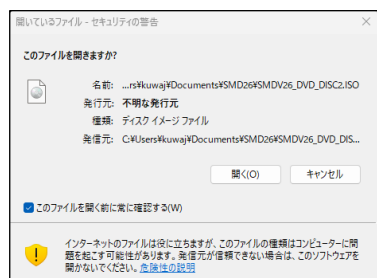 開いているファイル - セキュリティの警告
このファイルを開きますか?
名前: ...rs¥kuwaj¥Documents¥SMD26¥SMDV26_DVD_DISC2.ISO
発行元: 不明な発行元
種類: ディスク イメージ ファイル
発信元: C:¥Users¥kuwaj¥Documents¥SMD26¥SMDV26_DVD_DIS...
開く(O) キャンセル
このファイルを開く前に常に確認する(W)
インターネットのファイルは役に立ちますが、このファイルの種類はコンピューターに問
題を起こす可能性があります。発信元が信頼できない場合は、このソフトウェアを
開かないでください。危険性の説明